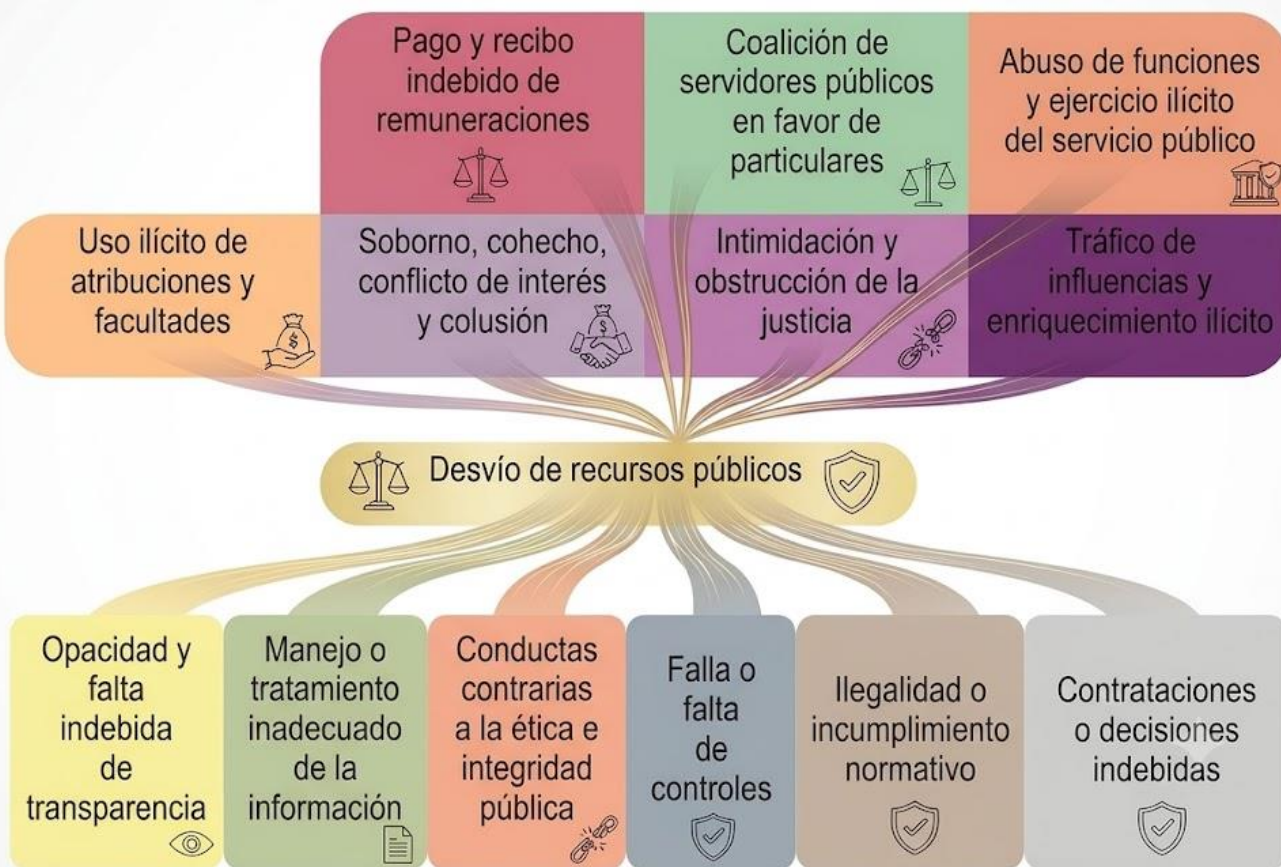 Pago y recibo
indebido de
remuneraciones
Coalición de
servidores públicos
en favor de
particulares
Abuso de funciones
y ejercicio ilícito
del servicio público
Uso ilícito de
atribuciones y
facultades
$
Soborno, cohecho,
conflicto de interés
y colusión
$
Intimidación y
obstrucción de la
justicia
Tráfico de
influencias y
enriquecimiento ilícito
Desvío de recursos públicos
Opacidad y
falta
indebida
de
transparencia
Manejo o
tratamiento
inadecuado
de la
información
Conductas
contrarias
a la ética e
integridad
pública
Falla o
falta
de
controles
Ilegalidad o
incumplimiento
normativo
Contrataciones
o decisiones
indebidas